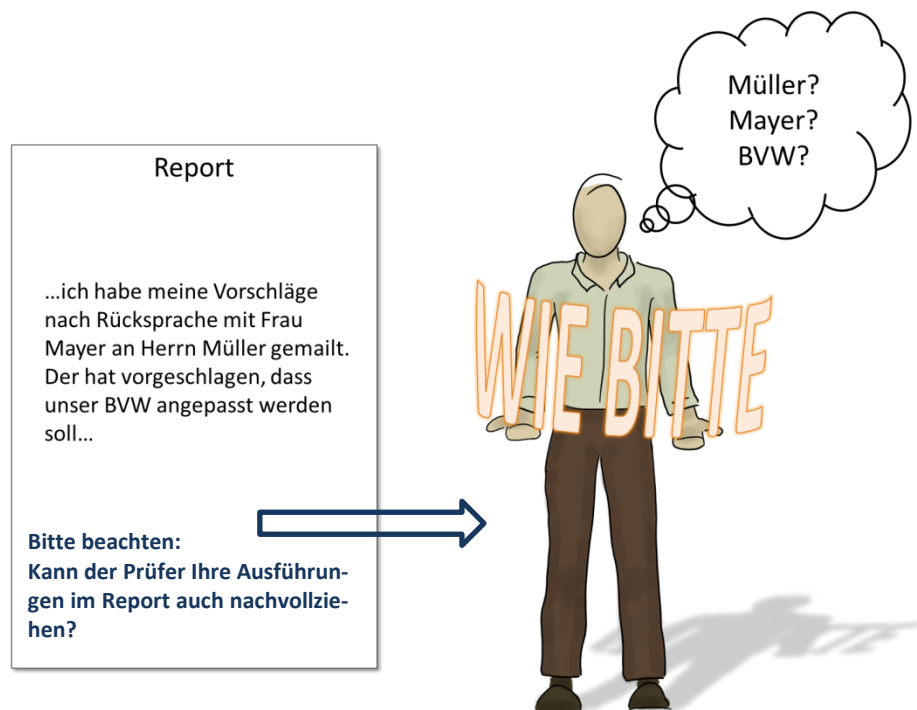 Report
…ich habe meine Vorschläge
nach Rücksprache mit Frau
Mayer an Herrn Müller gemailt.
Der hat vorgeschlagen, dass
unser BVW angepasst werden
soll…
Bitte beachten:
Kann der Prüfer Ihre Ausführun-
gen im Report auch nachvollzie-
hen?
Müller?
Mayer?
BVW?
WIE BITTE